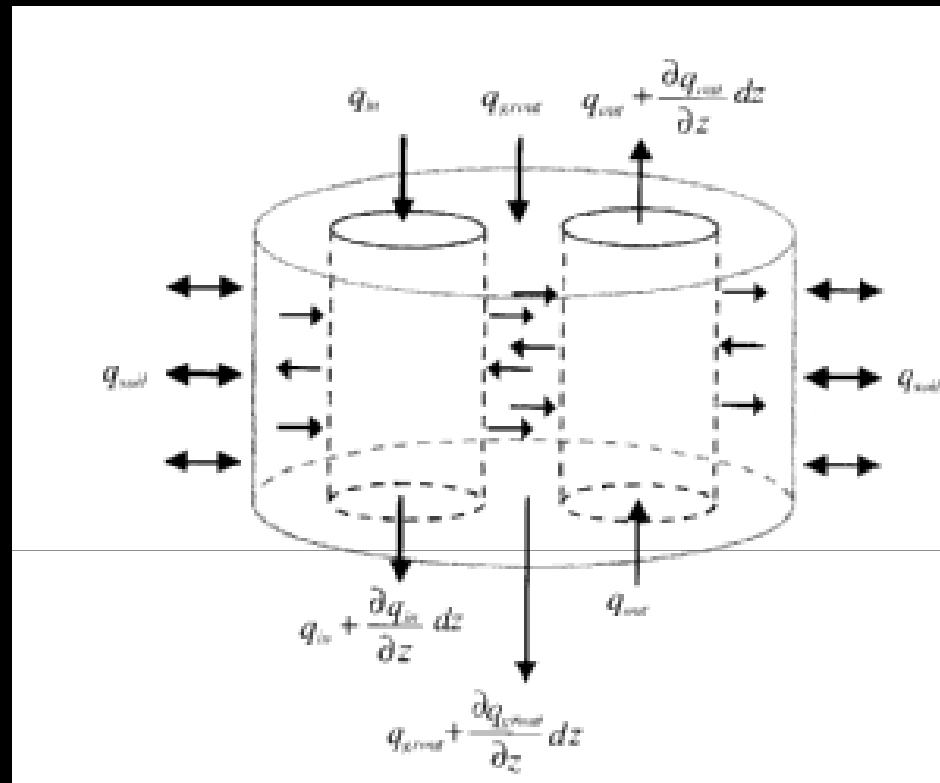 q_in
q_grout
q_out + ∂q_out/∂z dz
q_soil
q_soil
q_in + ∂q_in/∂z dz
q_out
q_grout + ∂q_grout/∂z dz